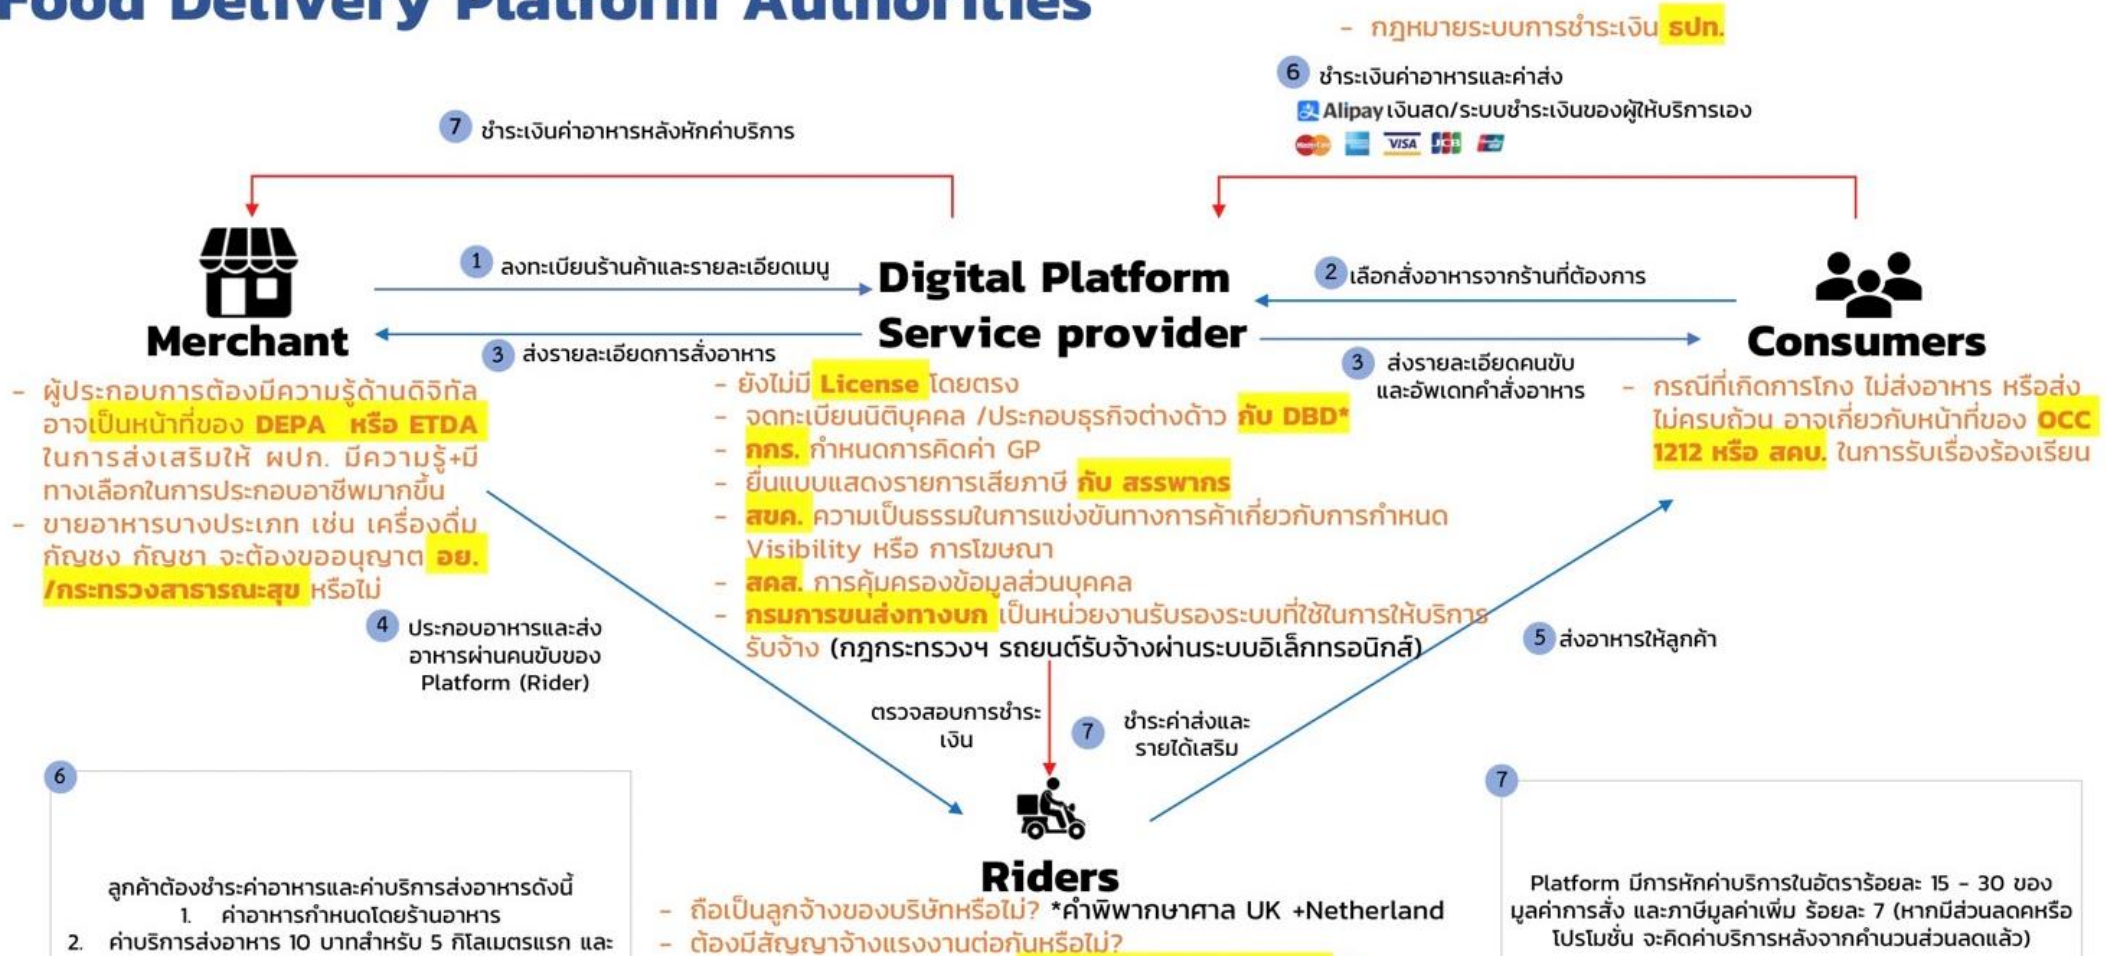 Food Delivery Platform Authorities
- กฎหมายระบบการชำระเงิน ธปท.
6 ชำระเงินค่าอาหารและค่าส่ง
Alipay เงินสด/ระบบชำระเงินของผู้ให้บริการเอง
MasterCard VISA JCB
7 ชำระเงินค่าอาหารหลังหักค่าบริการ
1 ลงทะเบียนร้านค้าและรายละเอียดเมนู
Digital Platform
Service provider
2 เลือกสั่งอาหารจากร้านที่ต้องการ
Merchant
Consumers
3 ส่งรายละเอียดการสั่งอาหาร
3 ส่งรายละเอียดคนขับ
และอัพเดทคำสั่งอาหาร
- ผู้ประกอบการต้องมีความรู้ด้านดิจิทัล
อาจเป็นหน้าที่ของ DEPA หรือ ETDA
ในการส่งเสริมให้ ผปก. มีความรู้+มี
ทางเลือกในการประกอบอาชีพมากขึ้น
- ขายอาหารบางประเภท เช่น เครื่องดื่ม
กัญชง กัญชา จะต้องขออนุญาต อย.
/กระทรวงสาธารณะสุข หรือไม่
- ยังไม่มี License โดยตรง
- จดทะเบียนนิติบุคคล /ประกอบธุรกิจต่างด้าว กับ DBD*
- กกร. กำหนดการคิดค่า GP
- ยื่นแบบแสดงรายการเสียภาษี กับ สรรพากร
- สขค. ความเป็นธรรมในการแข่งขันทางการค้าเกี่ยวกับการกำหนด
Visibility หรือ การโฆษณา
- สคส. การคุ้มครองข้อมูลส่วนบุคคล
- กรมการขนส่งทางบก เป็นหน่วยงานรับรองระบบที่ใช้ในการให้บริการ
รับจ้าง (กฎกระทรวงฯ รถยนต์รับจ้างผ่านระบบอิเล็กทรอนิกส์)
- กรณีที่เกิดการโกง ไม่ส่งอาหาร หรือส่ง
ไม่ครบถ้วน อาจเกี่ยวกับหน้าที่ของ OCC
1212 หรือ สคบ. ในการรับเรื่องร้องเรียน
4 ประกอบอาหารและส่ง
อาหารผ่านคนขับของ
Platform (Rider)
5 ส่งอาหารให้ลูกค้า
ตรวจสอบการชำระ
เงิน
7 ชำระค่าส่งและ
รายได้เสริม
Riders
- ถือเป็นลูกจ้างของบริษัทหรือไม่? *คำพิพากษาศาล UK +Netherland
- ต้องมีสัญญาจ้างแรงงานต่อกันหรือไม่?
6
ลูกค้าต้องชำระค่าอาหารและค่าบริการส่งอาหารดังนี้
1. ค่าอาหารกำหนดโดยร้านอาหาร
2. ค่าบริการส่งอาหาร 10 บาทสำหรับ 5 กิโลเมตรแรก และ
7
Platform มีการหักค่าบริการในอัตราร้อยละ 15 - 30 ของ
มูลค่าการสั่ง และภาษีมูลค่าเพิ่ม ร้อยละ 7 (หากมีส่วนลดคหรือ
โปรโมชั่น จะคิดค่าบริการหลังจากคำนวนส่วนลดแล้ว)